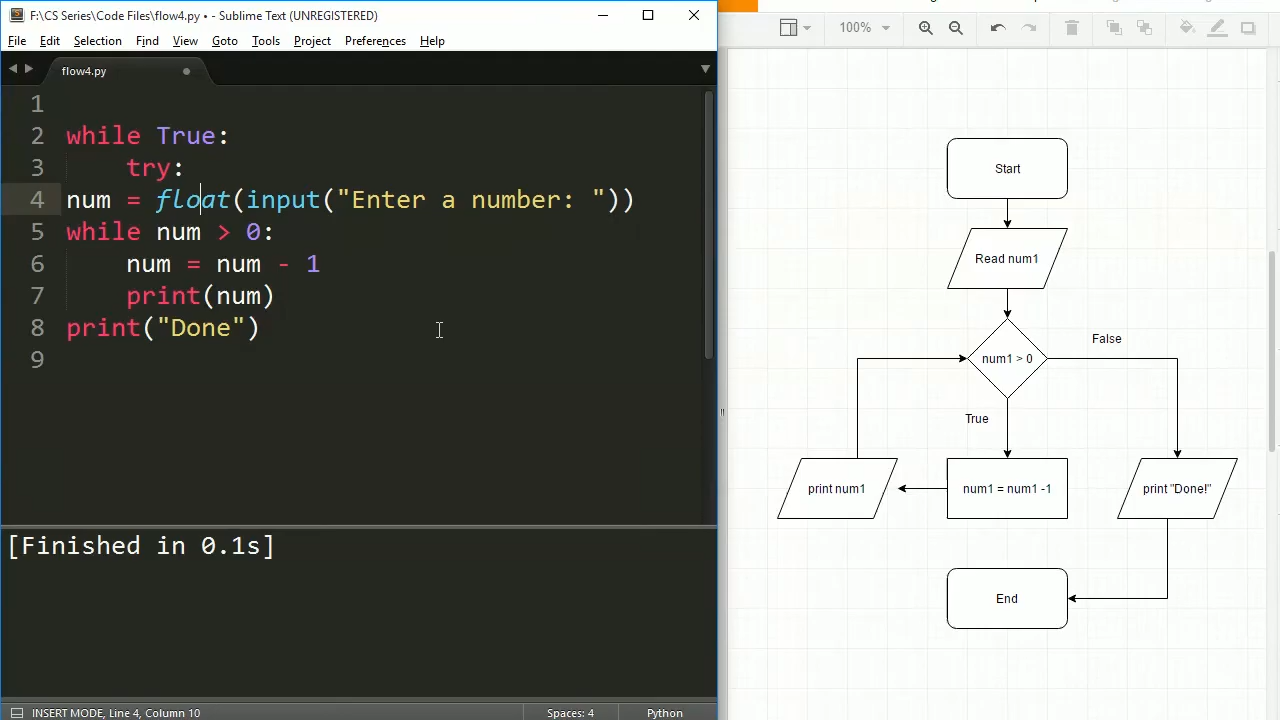 F:\CS Series\Code Files\flow4.py • - Sublime Text (UNREGISTERED)
File Edit Selection Find View Goto Tools Project Preferences Help
flow4.py
1
2 while True:
3     try:
4 num = float(input("Enter a number: "))
5 while num > 0:
6     num = num - 1
7     print(num)
8 print("Done")
9
[Finished in 0.1s]
INSERT MODE, Line 4, Column 10 Spaces: 4 Python
100%
Start
Read num1
num1 > 0
False
True
print num1
num1 = num1 -1
print "Done!"
End